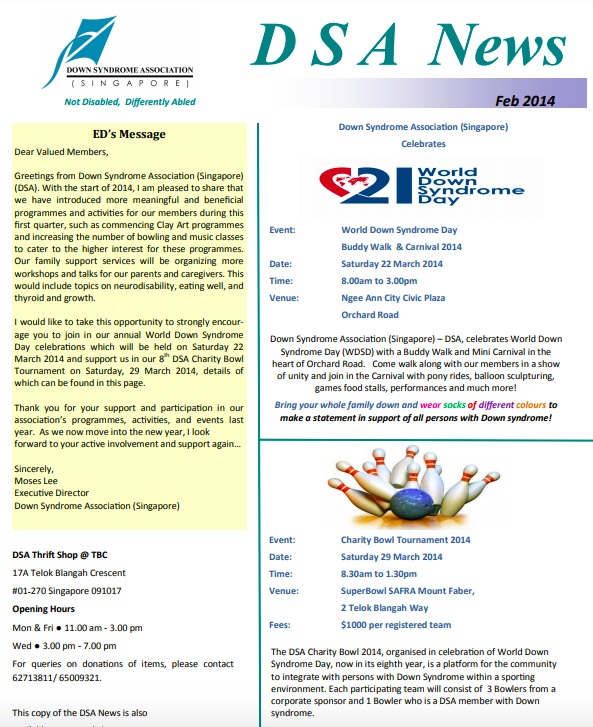 DOWN SYNDROME ASSOCIATION
( S I N G A P O R E )
Not Disabled, Differently Abled
D S A News
Feb 2014
ED's Message
Dear Valued Members,
Greetings from Down Syndrome Association (Singapore)
(DSA). With the start of 2014, I am pleased to share that
we have introduced more meaningful and beneficial
programmes and activities for our members during this
first quarter, such as commencing Clay Art programmes
and increasing the number of bowling and music classes
to cater to the higher interest for these programmes.
Our family support services will be organizing more
workshops and talks for our parents and caregivers. This
would include topics on neurodisability, eating well, and
thyroid and growth.
I would like to take this opportunity to strongly encour-
age you to join in our annual World Down Syndrome
Day celebrations which will be held on Saturday 22
March 2014 and support us in our 8th DSA Charity Bowl
Tournament on Saturday, 29 March 2014, details of
which can be found in this page.
Thank you for your support and participation in our
association's programmes, activities, and events last
year. As we now move into the new year, I look
forward to your active involvement and support again…
Sincerely,
Moses Lee
Executive Director
Down Syndrome Association (Singapore)
DSA Thrift Shop @ TBC
17A Telok Blangah Crescent
#01-270 Singapore 091017
Opening Hours
Mon & Fri ● 11.00 am - 3.00 pm
Wed ● 3.00 pm - 7.00 pm
For queries on donations of items, please contact
62713811/ 65009321.
This copy of the DSA News is also
Down Syndrome Association (Singapore)
Celebrates
21 World
Down
Syndrome
Day
Event: World Down Syndrome Day
Buddy Walk & Carnival 2014
Date: Saturday 22 March 2014
Time: 8.00am to 3.00pm
Venue: Ngee Ann City Civic Plaza
Orchard Road
Down Syndrome Association (Singapore) – DSA, celebrates World Down
Syndrome Day (WDSD) with a Buddy Walk and Mini Carnival in the
heart of Orchard Road. Come walk along with our members in a show
of unity and join in the Carnival with pony rides, balloon sculpturing,
games food stalls, performances and much more!
Bring your whole family down and wear socks of different colours to
make a statement in support of all persons with Down syndrome!
Event: Charity Bowl Tournament 2014
Date: Saturday 29 March 2014
Time: 8.30am to 1.30pm
Venue: SuperBowl SAFRA Mount Faber,
2 Telok Blangah Way
Fees: $1000 per registered team
The DSA Charity Bowl 2014, organised in celebration of World Down
Syndrome Day, now in its eighth year, is a platform for the community
to integrate with persons with Down Syndrome within a sporting
environment. Each participating team will consist of 3 Bowlers from a
corporate sponsor and 1 Bowler who is a DSA member with Down
syndrome.